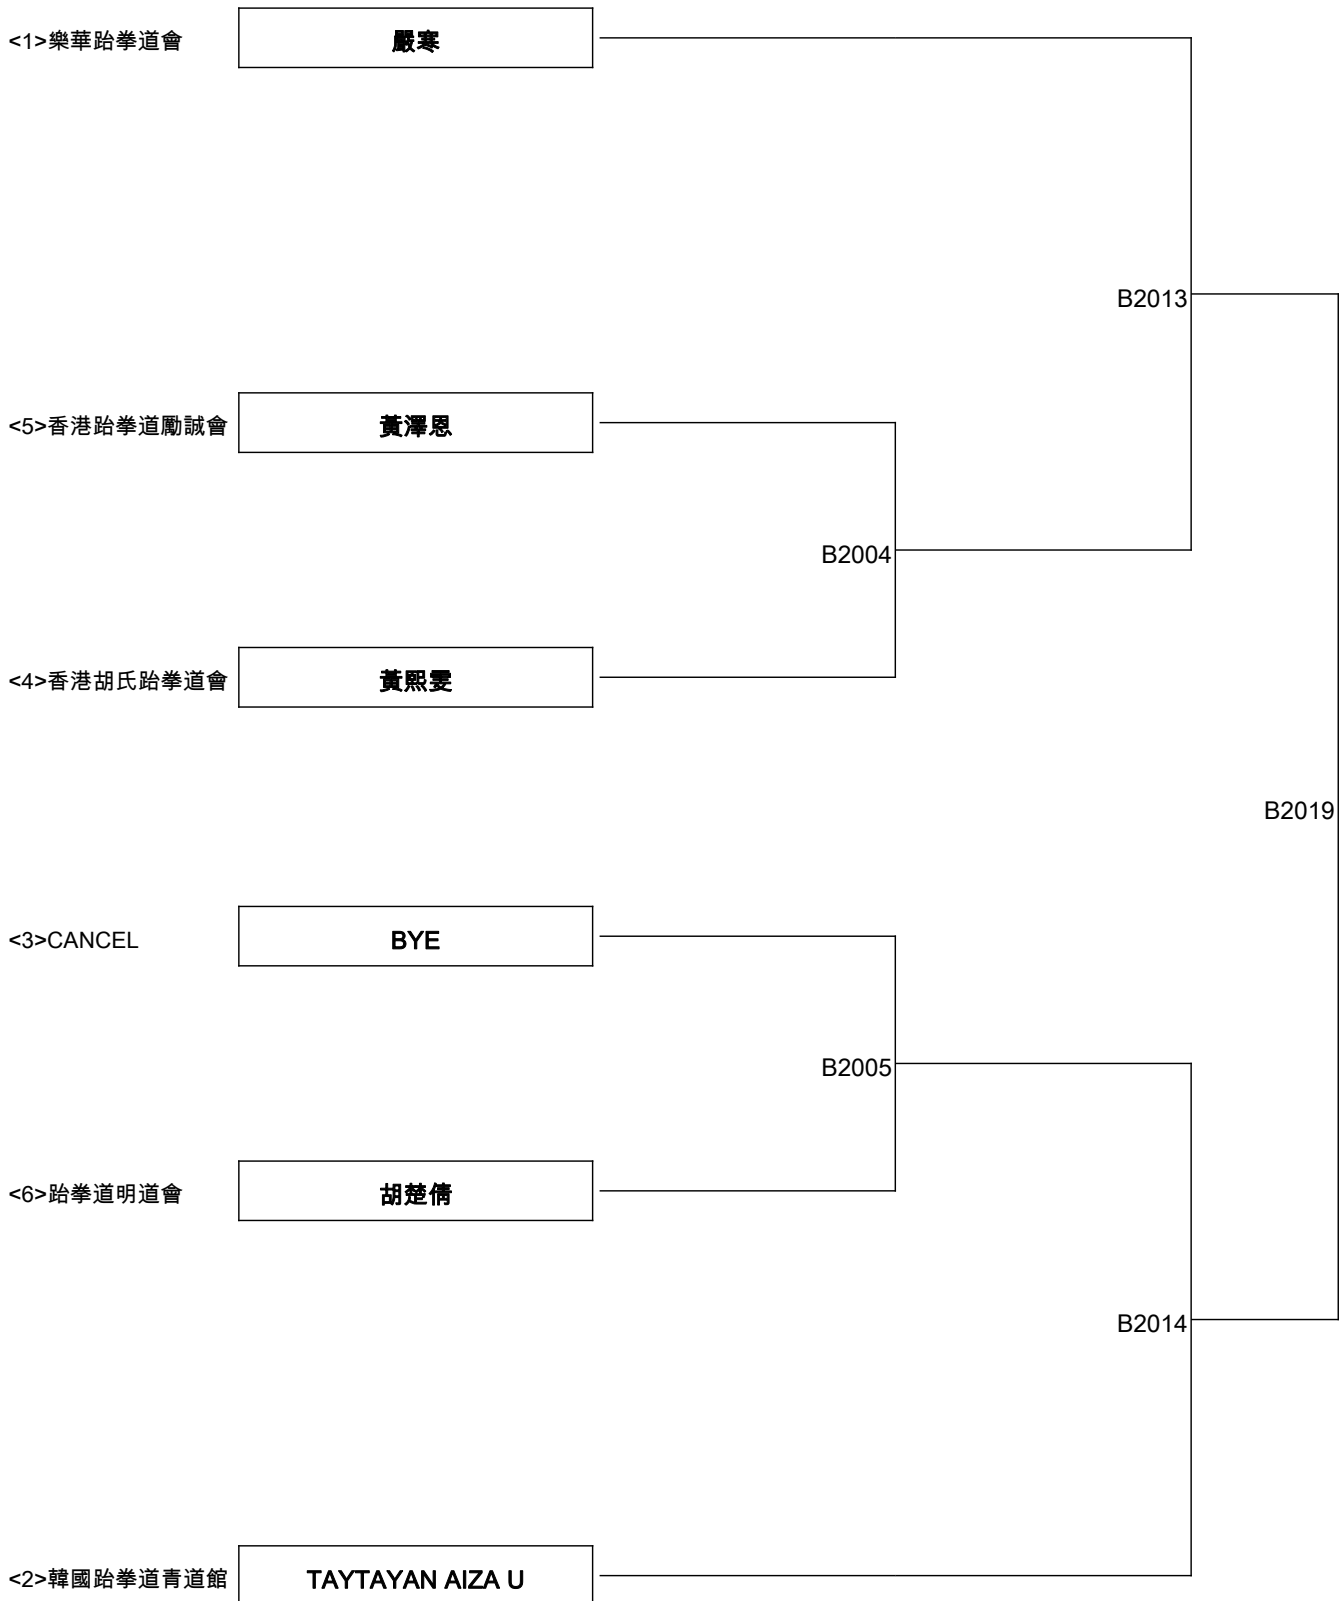 <1>樂華跆拳道會 嚴寒
B2013
<5>香港跆拳道勵誠會 黃澤恩
B2004
<4>香港胡氏跆拳道會 黃熙雯
B2019
<3>CANCEL BYE
B2005
<6>跆拳道明道會 胡楚倩
B2014
<2>韓國跆拳道青道館 TAYTAYAN AIZA U